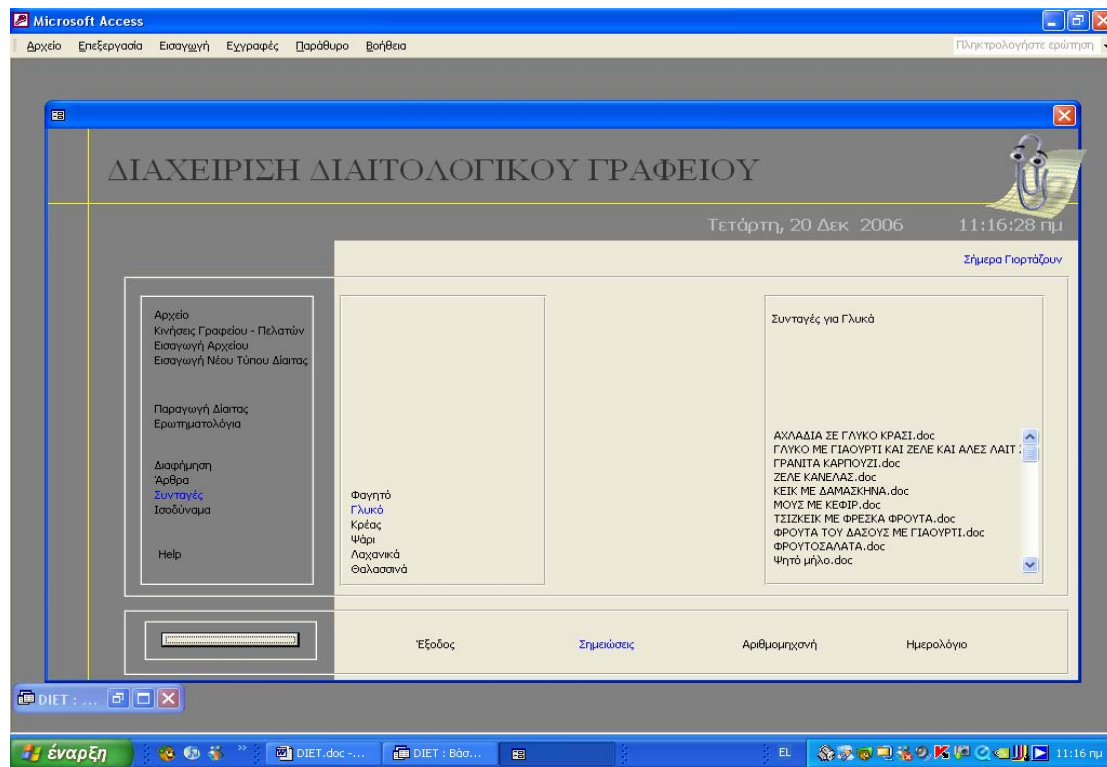 Microsoft Access
Αρχείο Επεξεργασία Εισαγωγή Εγγραφές Παράθυρο Βοήθεια
Πληκτρολογήστε ερώτηση
ΔΙΑΧΕΙΡΙΣΗ ΔΙΑΙΤΟΛΟΓΙΚΟΥ ΓΡΑΦΕΙΟΥ
Τετάρτη, 20 Δεκ 2006 11:16:28 πμ
Σήμερα Γιορτάζουν
Αρχείο
Κινήσεις Γραφείου - Πελατών
Εισαγωγή Αρχείου
Εισαγωγή Νέου Τύπου Δίαιτας
Παραγωγή Δίαιτας
Ερωτηματολόγια
Διαφήμηση
Άρθρα
Συνταγές
Ισοδύναμα
Help
Φαγητό
Γλυκό
Κρέας
Ψάρι
Λαχανικά
Θαλασσινά
Συνταγές για Γλυκά
ΑΧΛΑΔΙΑ ΣΕ ΓΛΥΚΟ ΚΡΑΣΙ.doc
ΓΛΥΚΟ ΜΕ ΓΙΑΟΥΡΤΙ ΚΑΙ ΖΕΛΕ ΚΑΙ ΑΛΕΣ ΛΑΙΤ
ΓΡΑΝΙΤΑ ΚΑΡΠΟΥΖΙ.doc
ΖΕΛΕ ΚΑΝΕΛΑΣ.doc
ΚΕΙΚ ΜΕ ΔΑΜΑΣΚΗΝΑ.doc
ΜΟΥΣ ΜΕ ΚΕΦΙΡ.doc
ΤΣΙΖΚΕΙΚ ΜΕ ΦΡΕΣΚΑ ΦΡΟΥΤΑ.doc
ΦΡΟΥΤΑ ΤΟΥ ΔΑΣΟΥΣ ΜΕ ΓΙΑΟΥΡΤΙ.doc
ΦΡΟΥΤΟΣΑΛΑΤΑ.doc
Ψητό μήλο.doc
Έξοδος Σημειώσεις Αριθμομηχανή Ημερολόγιο
DIET : ...
έναρξη DIET.doc -... DIET : Βάσ... EL 11:16 πμ